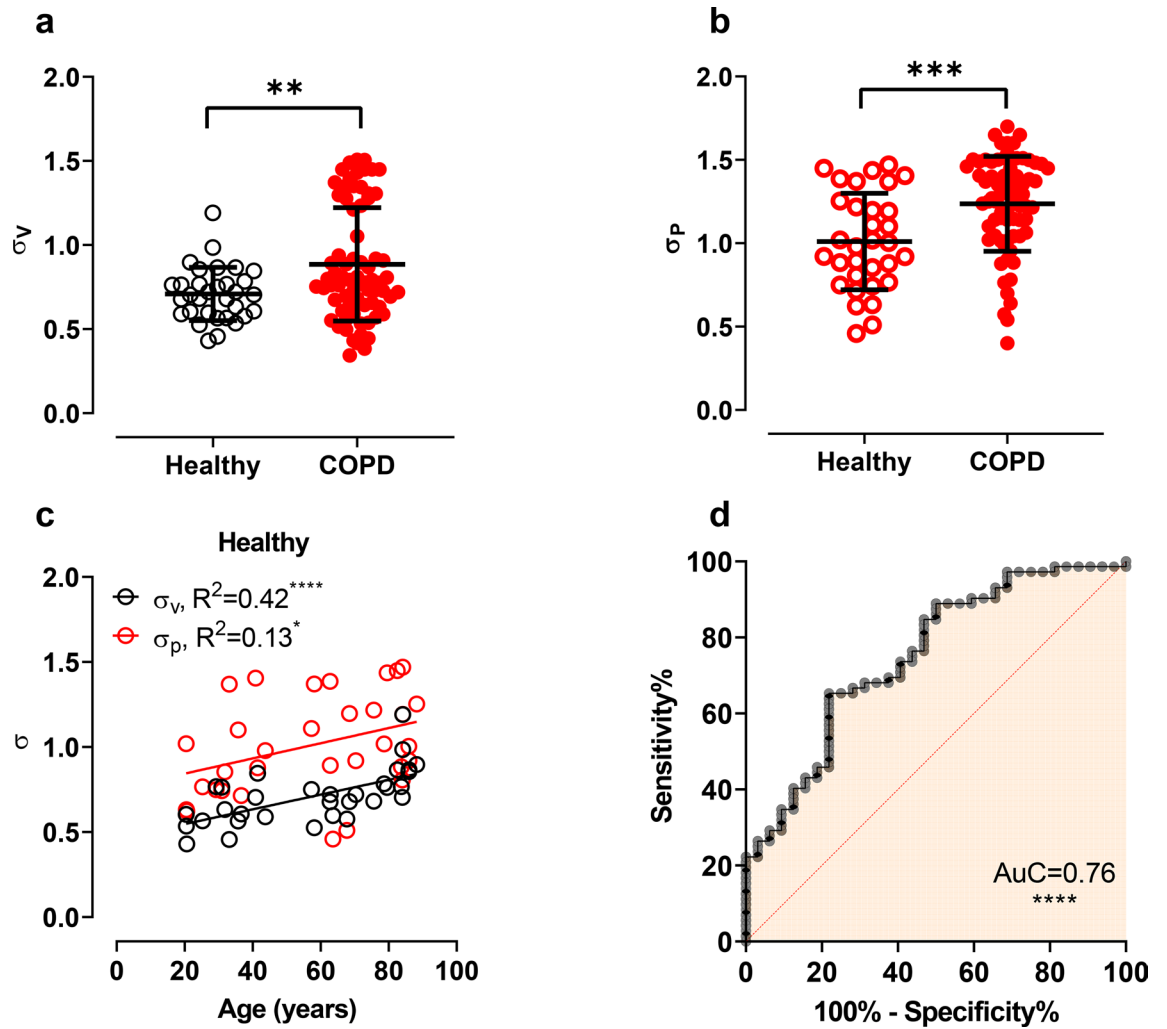 a
**
σV
2.0
1.5
1.0
0.5
0.0
Healthy COPD
b
***
σP
2.0
1.5
1.0
0.5
0.0
Healthy COPD
c
Healthy
σv, R²=0.42****
σp, R²=0.13*
σ
2.0
1.5
1.0
0.5
0.0
0 20 40 60 80 100
Age (years)
d
Sensitivity%
100
80
60
40
20
0
AuC=0.76
****
0 20 40 60 80 100
100% - Specificity%